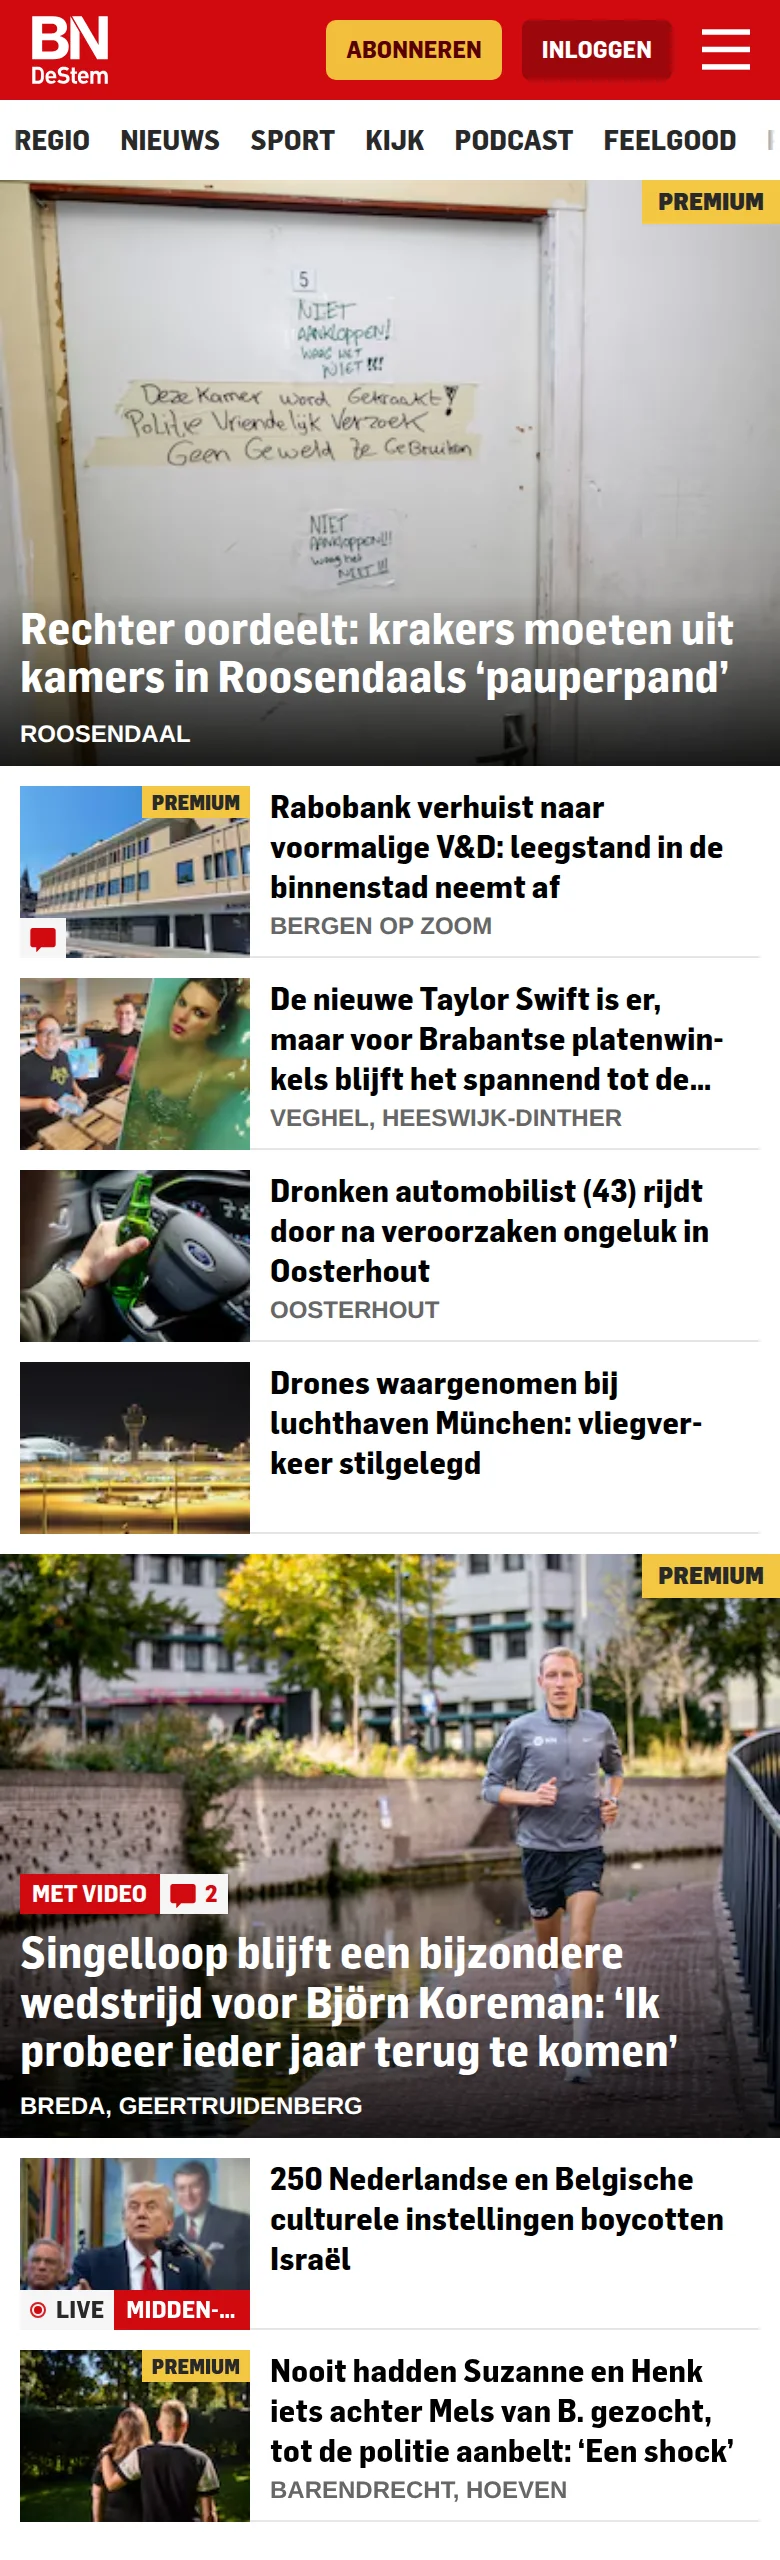 BN
DeStem
ABONNEREN
INLOGGEN
REGIO NIEUWS SPORT KIJK PODCAST FEELGOOD
PREMIUM
5
NIET
AANKLOPPEN!
WAAG HET
NIET!!!
Deze Kamer word Gekraakt!
Politie Vriendelijk Verzoek
Geen Geweld Te Gebruiken
NIET
AANKLOPPEN!!!
Waag het
NIET!!!
Rechter oordeelt: krakers moeten uit
kamers in Roosendaals ‘pauperpand’
ROOSENDAAL
PREMIUM
Rabobank verhuist naar
voormalige V&D: leegstand in de
binnenstad neemt af
BERGEN OP ZOOM
De nieuwe Taylor Swift is er,
maar voor Brabantse platenwin-
kels blijft het spannend tot de...
VEGHEL, HEESWIJK-DINTHER
Dronken automobilist (43) rijdt
door na veroorzaken ongeluk in
Oosterhout
OOSTERHOUT
Drones waargenomen bij
luchthaven München: vliegver-
keer stilgelegd
PREMIUM
MET VIDEO 2
Singelloop blijft een bijzondere
wedstrijd voor Björn Koreman: ‘Ik
probeer ieder jaar terug te komen’
BREDA, GEERTRUIDENBERG
250 Nederlandse en Belgische
culturele instellingen boycotten
Israël
LIVE MIDDEN-...
PREMIUM
Nooit hadden Suzanne en Henk
iets achter Mels van B. gezocht,
tot de politie aanbelt: ‘Een shock’
BARENDRECHT, HOEVEN